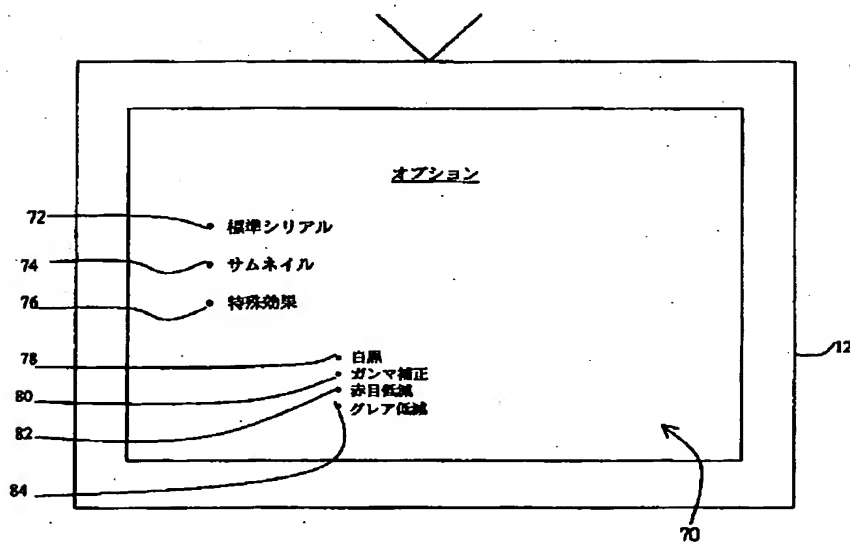 オプション
72
・標準シリアル
74
・サムネイル
76
・特殊効果
78
・白黒
12
80
・ガンマ補正
82
・赤目低減
・グレア低減
84
70